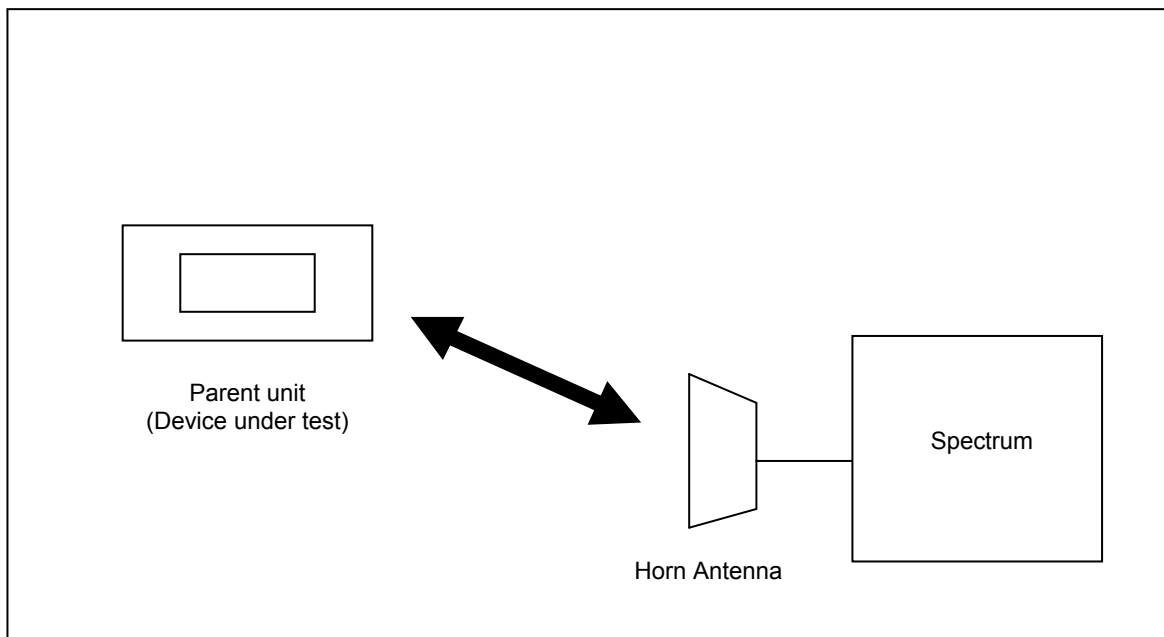 Parent unit
(Device under test)
Spectrum
Horn Antenna